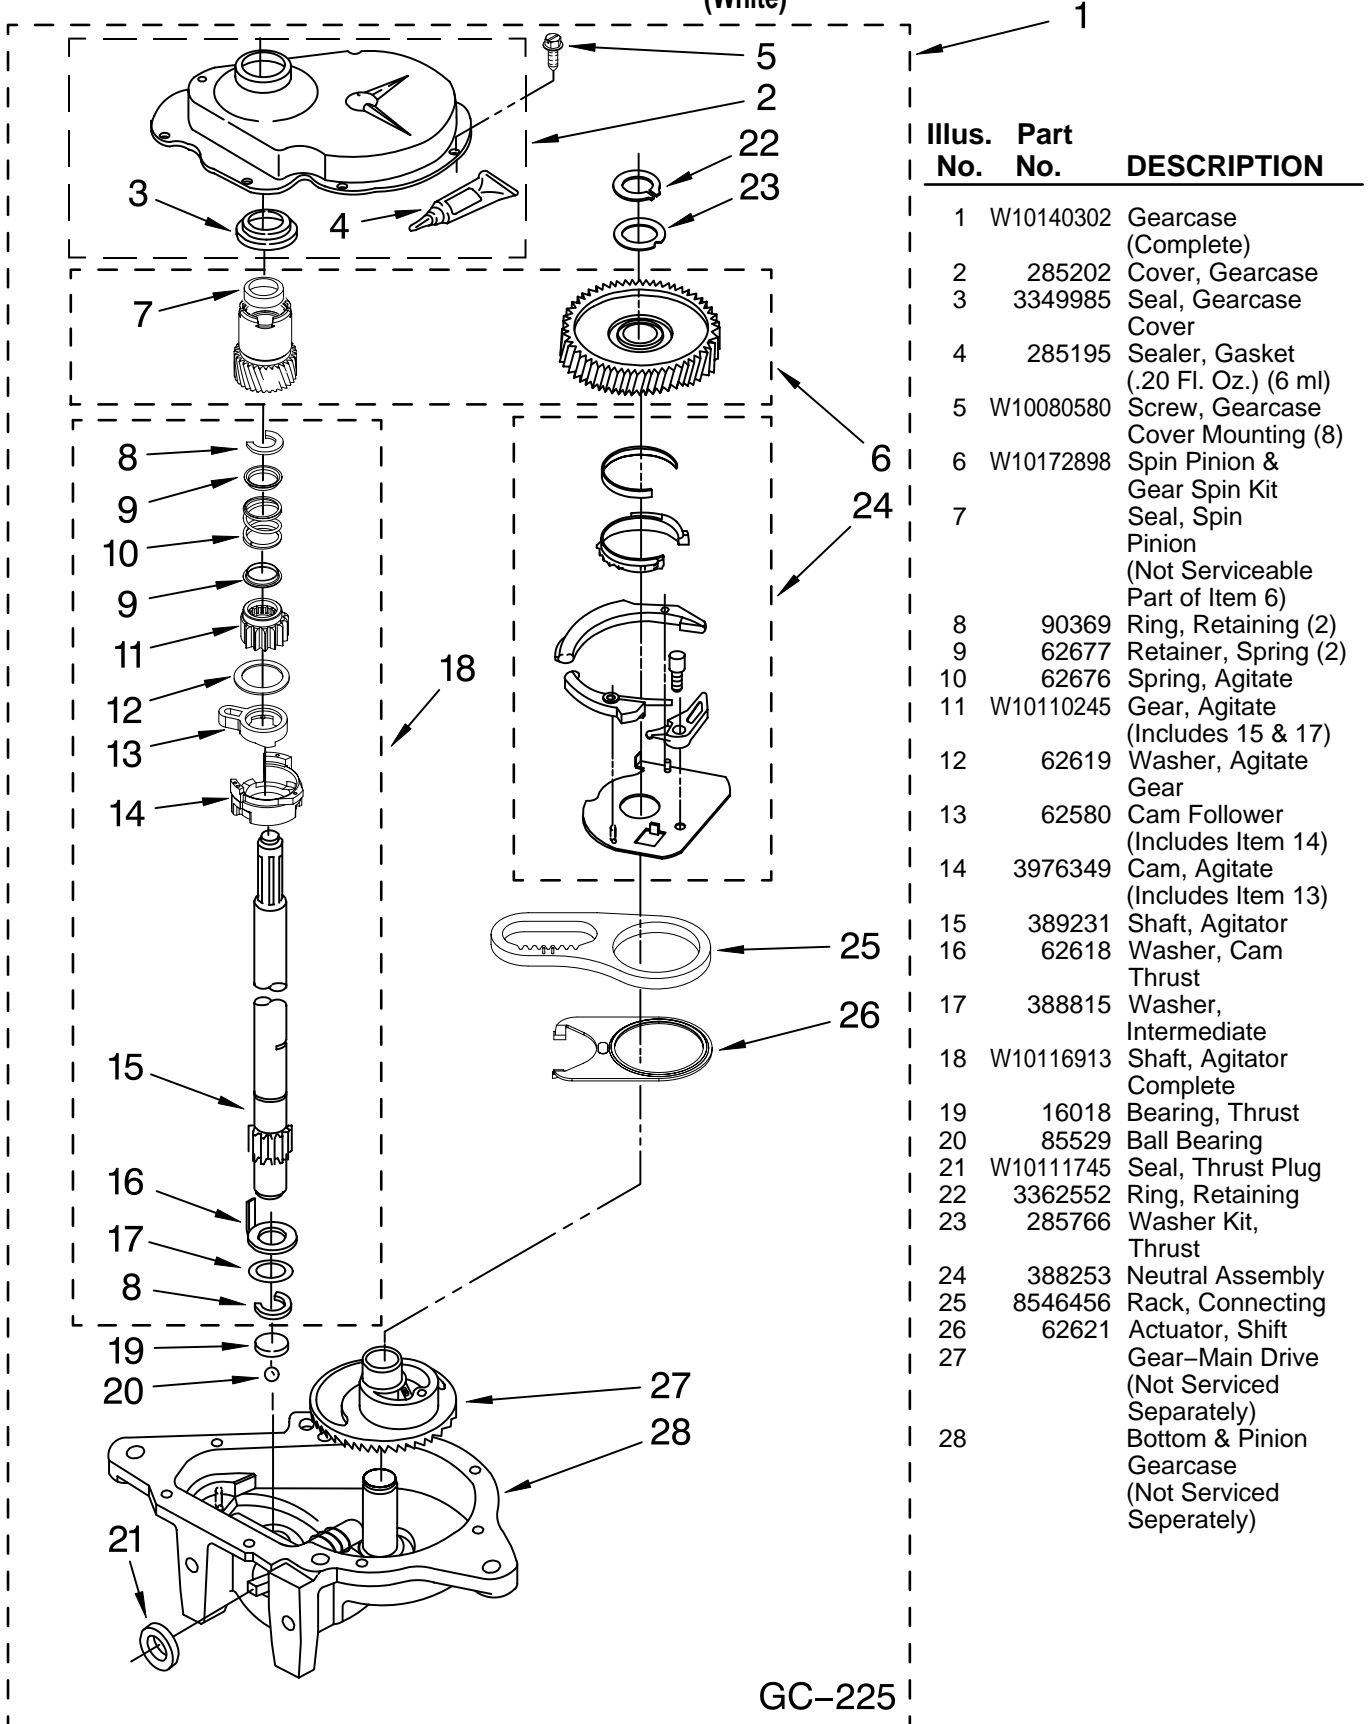 (White)
1
5
2
22
23
3
4
7
8
9
10
9
11
12
13
14
18
6
24
15
25
26
16
17
8
19
20
27
28
21
GC–225
Illus. Part
No. No. DESCRIPTION
1 W10140302 Gearcase
(Complete)
2 285202 Cover, Gearcase
3 3349985 Seal, Gearcase
Cover
4 285195 Sealer, Gasket
(.20 Fl. Oz.) (6 ml)
5 W10080580 Screw, Gearcase
Cover Mounting (8)
6 W10172898 Spin Pinion &
Gear Spin Kit
7 Seal, Spin
Pinion
(Not Serviceable
Part of Item 6)
8 90369 Ring, Retaining (2)
9 62677 Retainer, Spring (2)
10 62676 Spring, Agitate
11 W10110245 Gear, Agitate
(Includes 15 & 17)
12 62619 Washer, Agitate
Gear
13 62580 Cam Follower
(Includes Item 14)
14 3976349 Cam, Agitate
(Includes Item 13)
15 389231 Shaft, Agitator
16 62618 Washer, Cam
Thrust
17 388815 Washer,
Intermediate
18 W10116913 Shaft, Agitator
Complete
19 16018 Bearing, Thrust
20 85529 Ball Bearing
21 W10111745 Seal, Thrust Plug
22 3362552 Ring, Retaining
23 285766 Washer Kit,
Thrust
24 388253 Neutral Assembly
25 8546456 Rack, Connecting
26 62621 Actuator, Shift
27 Gear–Main Drive
(Not Serviced
Separately)
28 Bottom & Pinion
Gearcase
(Not Serviced
Seperately)